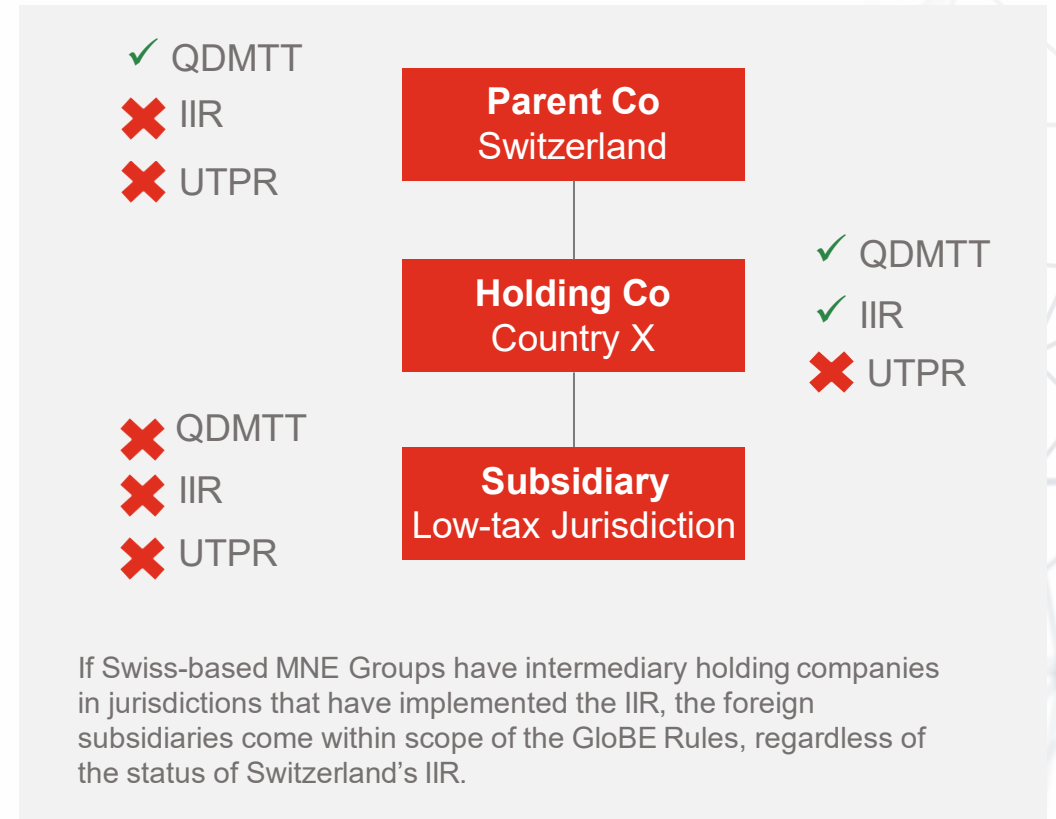 ✓ QDMTT
✖ IIR
✖ UTPR
Parent Co
Switzerland
✓ QDMTT
✓ IIR
✖ UTPR
Holding Co
Country X
✖ QDMTT
✖ IIR
✖ UTPR
Subsidiary
Low-tax Jurisdiction
If Swiss-based MNE Groups have intermediary holding companies
in jurisdictions that have implemented the IIR, the foreign
subsidiaries come within scope of the GloBE Rules, regardless of
the status of Switzerland's IIR.